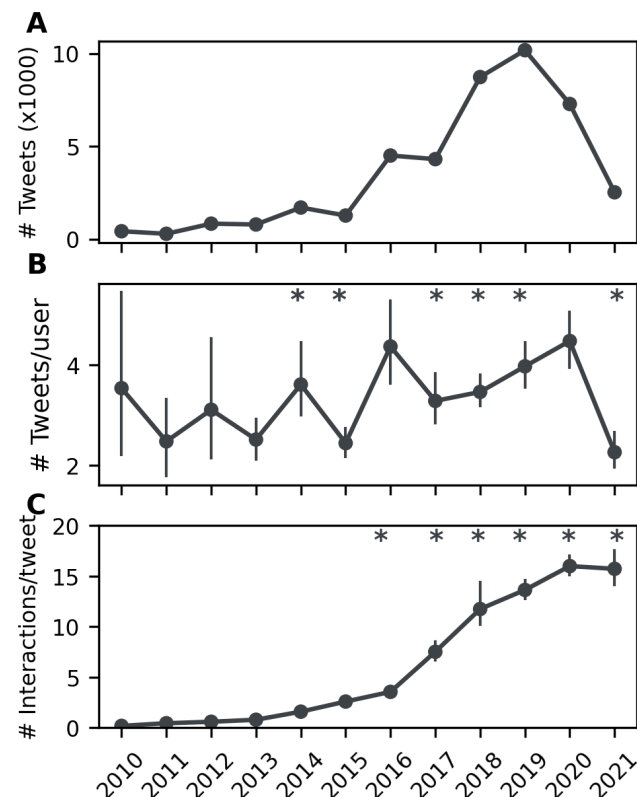 A
# Tweets (x1000)
10
5
0
B
# Tweets/user
* * * * * *
4
2
C
# Interactions/tweet
* * * * * *
20
15
10
5
0
2010 2011 2012 2013 2014 2015 2016 2017 2018 2019 2020 2021